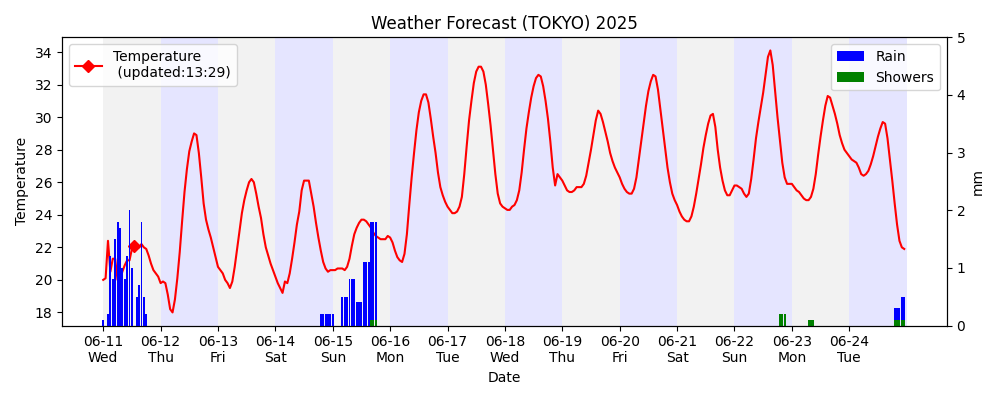 Weather Forecast (TOKYO) 2025
Temperature
(updated:13:29)
Rain
Showers
34
32
30
28
26
24
22
20
18
Temperature
5
4
3
2
1
0
mm
06-11 06-12 06-13 06-14 06-15 06-16 06-17 06-18 06-19 06-20 06-21 06-22 06-23 06-24
Wed Thu Fri Sat Sun Mon Tue Wed Thu Fri Sat Sun Mon Tue
Date